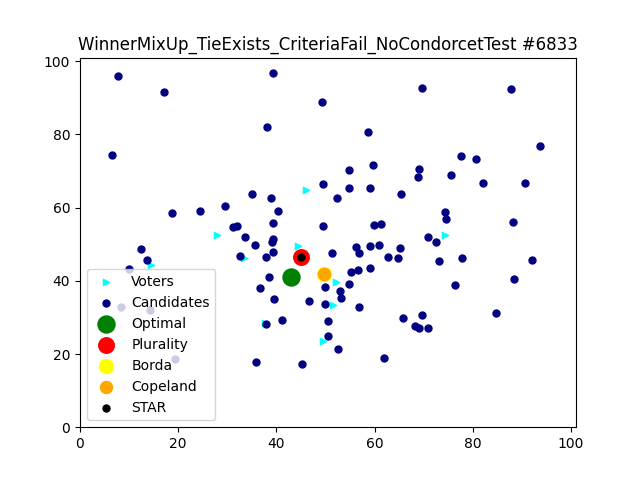 WinnerMixUp_TieExists_CriteriaFail_NoCondorcetTest #6833
100
80
60
40
20
0
Voters
Candidates
Optimal
Plurality
Borda
Copeland
STAR
0 20 40 60 80 100